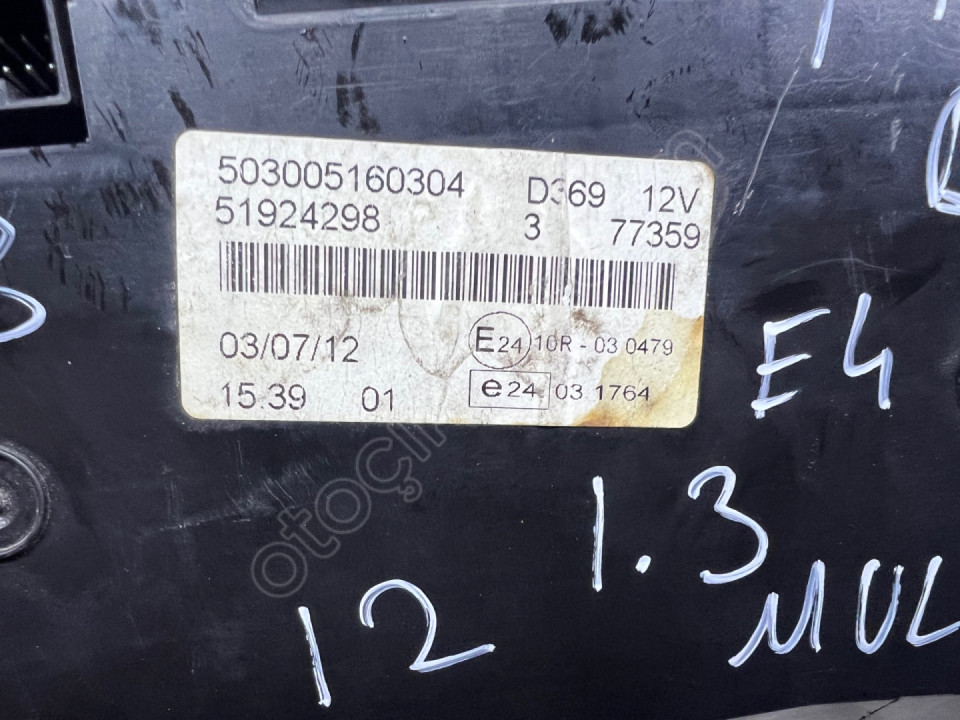 503005160304 D369 12V
51924298 3 77359
03/07/12 E24 10R - 03 0479
15.39 01 e24 03 1764
E4
1.3
12